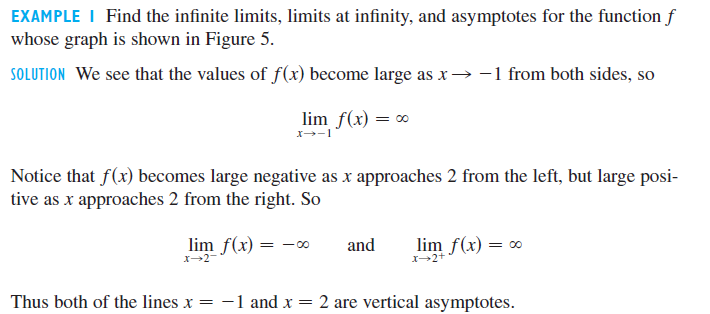 EXAMPLE 1 Find the infinite limits, limits at infinity, and asymptotes for the function f
whose graph is shown in Figure 5.
SOLUTION We see that the values of f(x) become large as x → −1 from both sides, so
lim f(x) = ∞
x→−1
Notice that f(x) becomes large negative as x approaches 2 from the left, but large posi-
tive as x approaches 2 from the right. So
lim f(x) = −∞ and lim f(x) = ∞
x→2⁻ x→2⁺
Thus both of the lines x = −1 and x = 2 are vertical asymptotes.